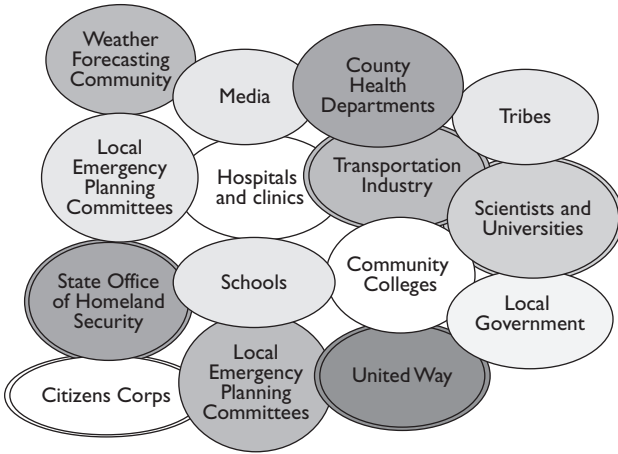 Weather
Forecasting
Community
Media
County
Health
Departments
Tribes
Local
Emergency
Planning
Committees
Hospitals
and clinics
Transportation
Industry
Scientists and
Universities
State Office
of Homeland
Security
Schools
Community
Colleges
Local
Government
Citizens Corps
Local
Emergency
Planning
Committees
United Way